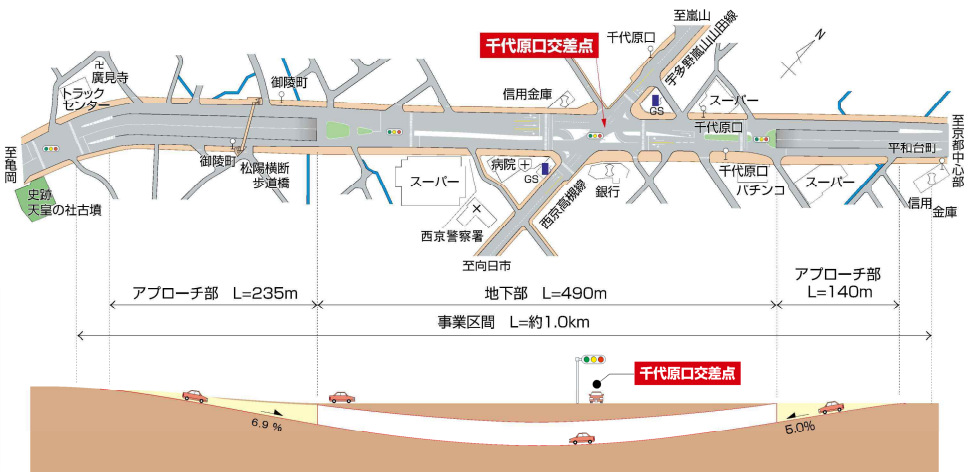 至嵐山
千代原口
宇多野嵐山山田線
千代原口交差点
N
卍
廣見寺
トラック
センター
御陵町
信用金庫
GS
スーパー
千代原口
至亀岡
史跡
天皇の社古墳
御陵町
松陽横断
歩道橋
スーパー
病院
GS
銀行
西京高槻線
千代原口
パチンコ
スーパー
平和台町
至京都中心部
信用
金庫
西京警察署
至向日市
アプローチ部 L=235m
地下部 L=490m
アプローチ部
L=140m
事業区間 L=約1.0km
千代原口交差点
6.9 %
5.0%